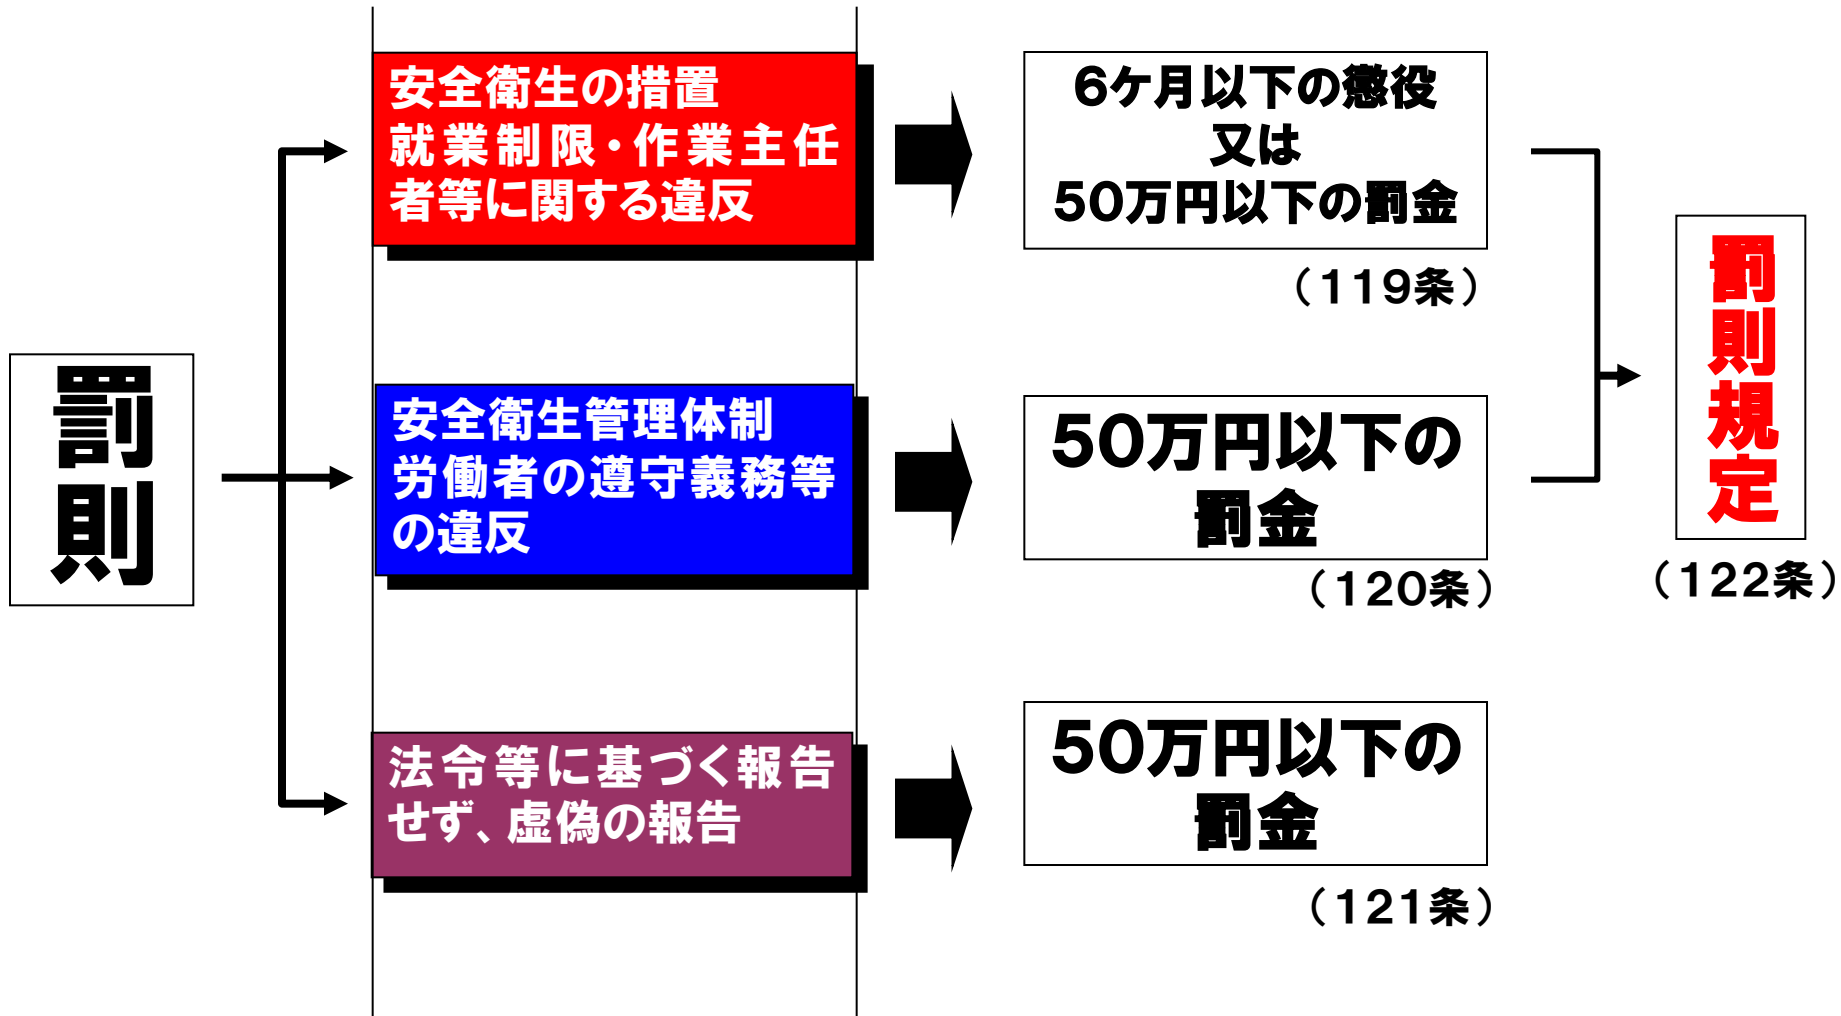 罰則
安全衛生の措置
就業制限・作業主任
者等に関する違反
6ケ月以下の懲役
又は
50万円以下の罰金
（119条）
安全衛生管理体制
労働者の遵守義務等
の違反
50万円以下の
罰金
（120条）
法令等に基づく報告
せず、虚偽の報告
50万円以下の
罰金
（121条）
罰則規定
（122条）